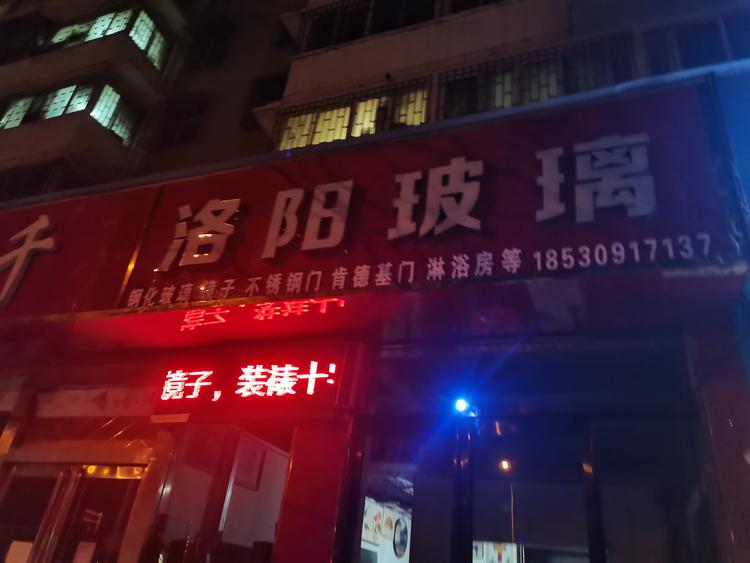 千
洛阳玻璃
钢化玻璃 镜子 不锈钢门 肯德基门 淋浴房等 18530917137
镜子，装裱十